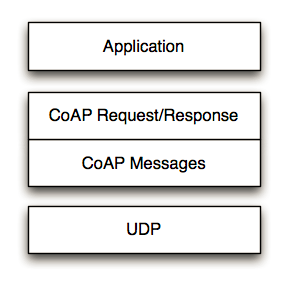 Application
CoAP Request/Response
CoAP Messages
UDP